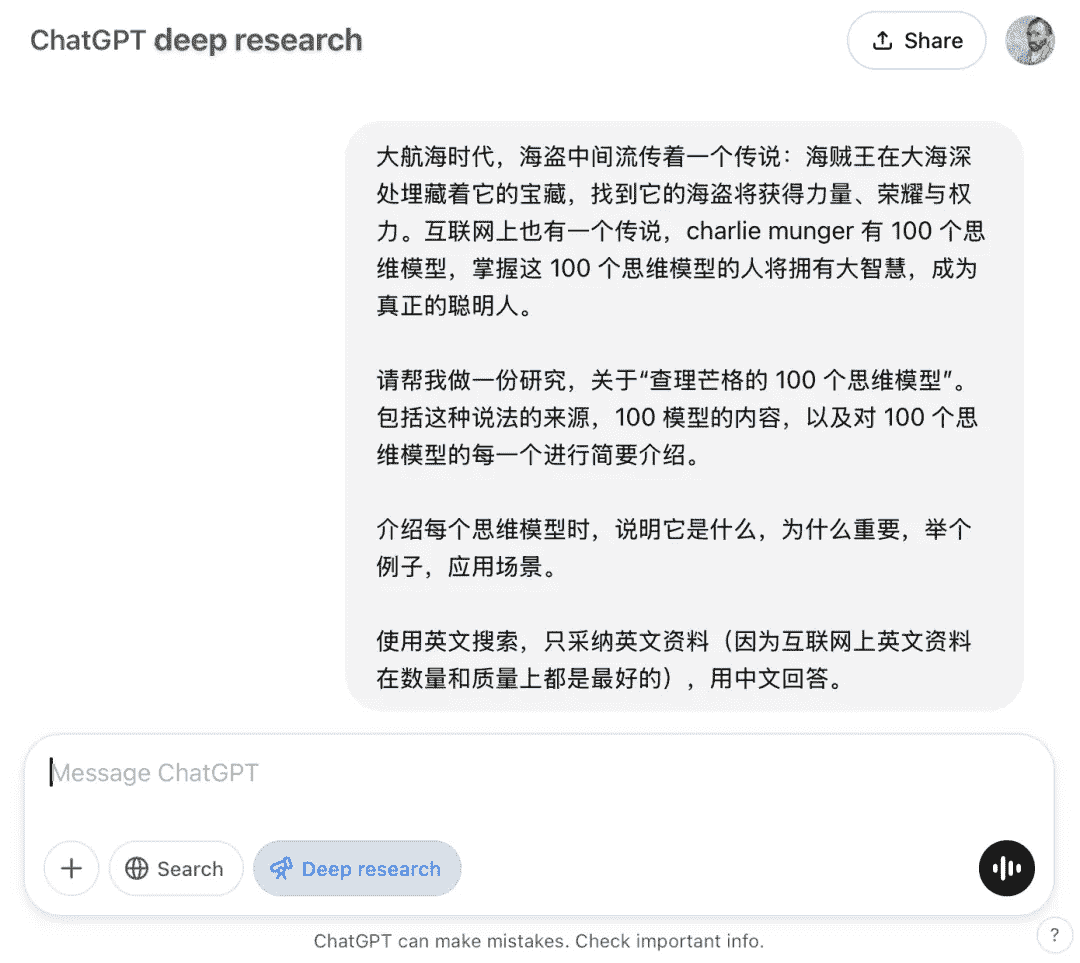 ChatGPT deep research
Share
大航海时代，海盗中间流传着一个传说：海贼王在大海深
处埋藏着它的宝藏，找到它的海盗将获得力量、荣耀与权
力。互联网上也有一个传说，charlie munger 有 100 个思
维模型，掌握这 100 个思维模型的人将拥有大智慧，成为
真正的聪明人。
请帮我做一份研究，关于“查理芒格的 100 个思维模型”。
包括这种说法的来源，100 模型的内容，以及对 100 个思
维模型的每一个进行简要介绍。
介绍每个思维模型时，说明它是什么，为什么重要，举个
例子，应用场景。
使用英文搜索，只采纳英文资料（因为互联网上英文资料
在数量和质量上都是最好的），用中文回答。
Message ChatGPT
Search
Deep research
ChatGPT can make mistakes. Check important info.
?